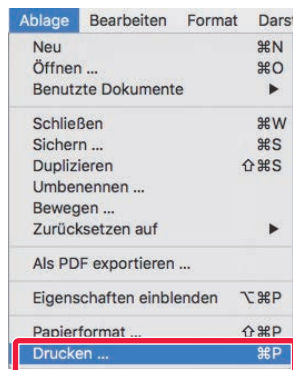 Ablage Bearbeiten Format Dars
Neu ⌘N
Öffnen ... ⌘O
Benutzte Dokumente ▶
Schließen ⌘W
Sichern ... ⌘S
Duplizieren ⇧⌘S
Umbenennen ...
Bewegen ...
Zurücksetzen auf ▶
Als PDF exportieren ...
Eigenschaften einblenden ⌥⌘P
Papierformat ... ⇧⌘P
Drucken ... ⌘P